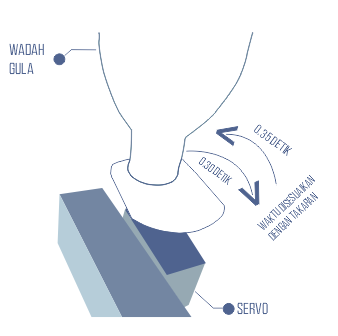 WADAH
GULA
0.35DETIK
0.30DETIK
WAKTU DISESUAIKAN
DENGAN TAKARAN
SERVO